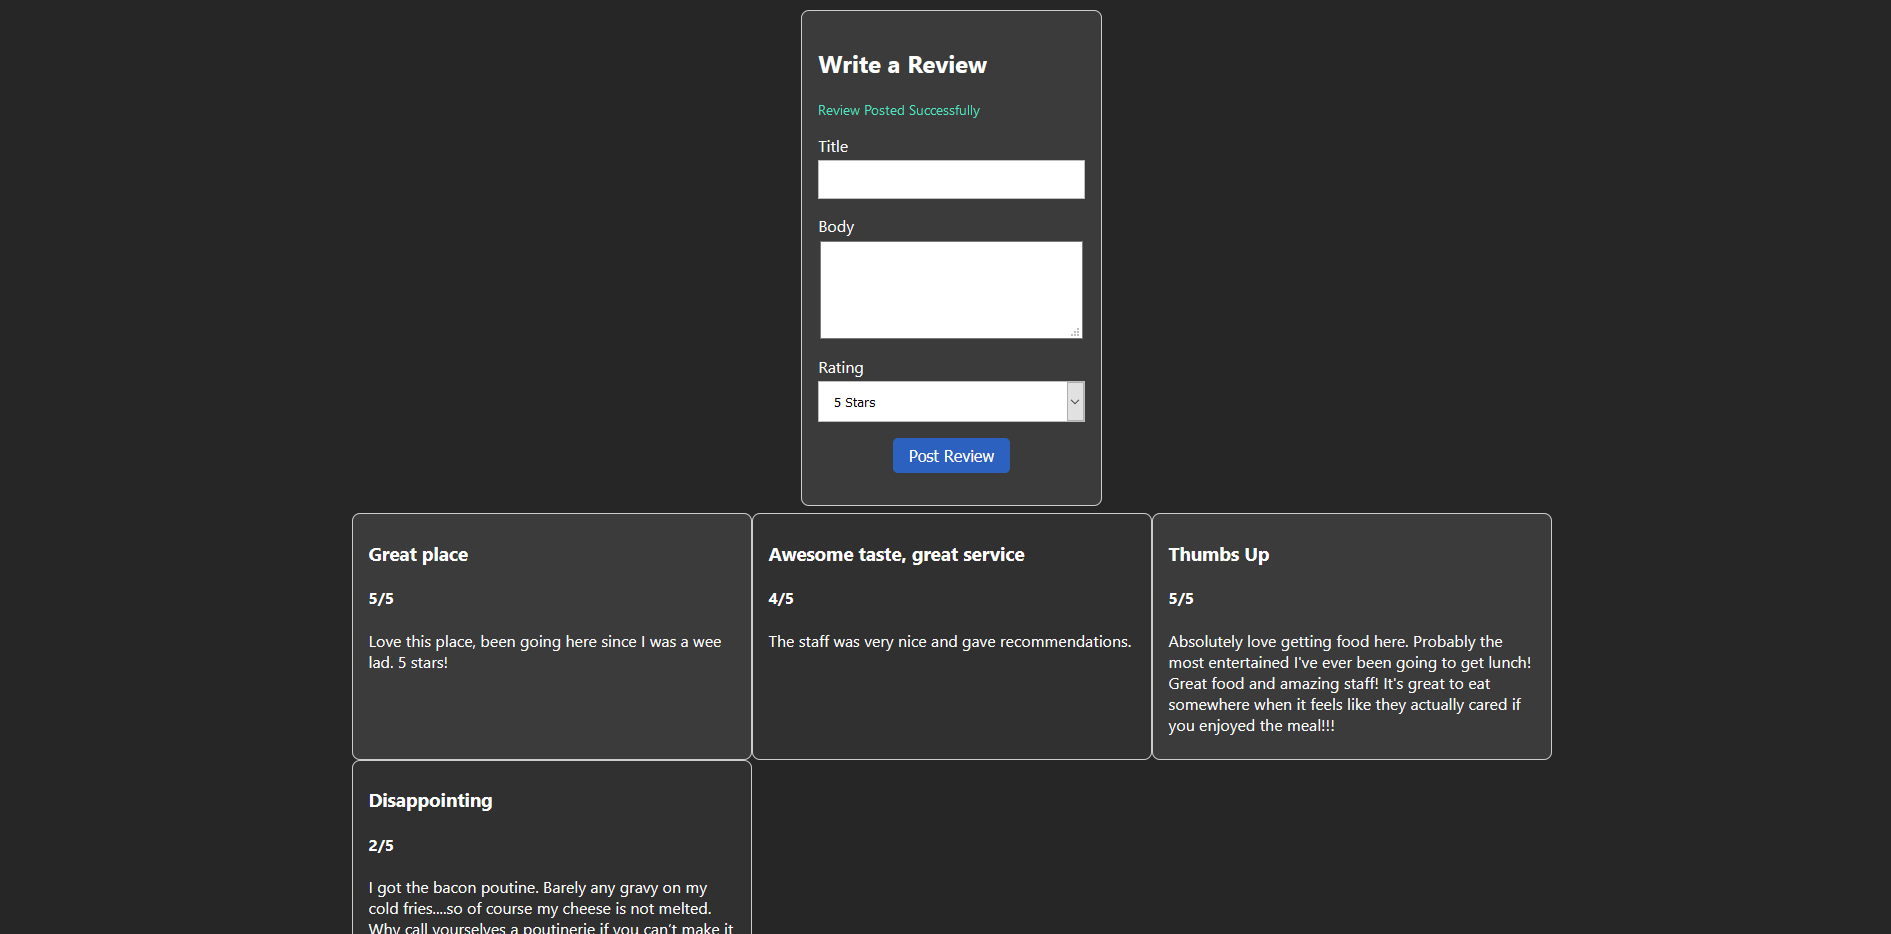 Write a Review
Review Posted Successfully
Title
Body
Rating
5 Stars
Post Review
Great place
5/5
Love this place, been going here since I was a wee
lad. 5 stars!
Awesome taste, great service
4/5
The staff was very nice and gave recommendations.
Thumbs Up
5/5
Absolutely love getting food here. Probably the
most entertained I've ever been going to get lunch!
Great food and amazing staff! It's great to eat
somewhere when it feels like they actually cared if
you enjoyed the meal!!!
Disappointing
2/5
I got the bacon poutine. Barely any gravy on my
cold fries....so of course my cheese is not melted.
Why call yourselves a poutinerie if you can’t make it